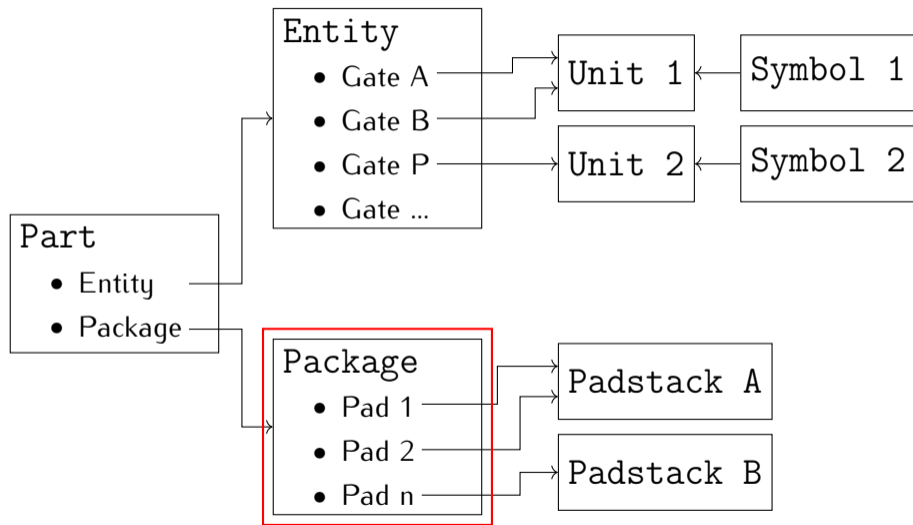 Entity
• Gate A
• Gate B
• Gate P
• Gate ...
Unit 1
Symbol 1
Unit 2
Symbol 2
Part
• Entity
• Package
Package
• Pad 1
• Pad 2
• Pad n
Padstack A
Padstack B